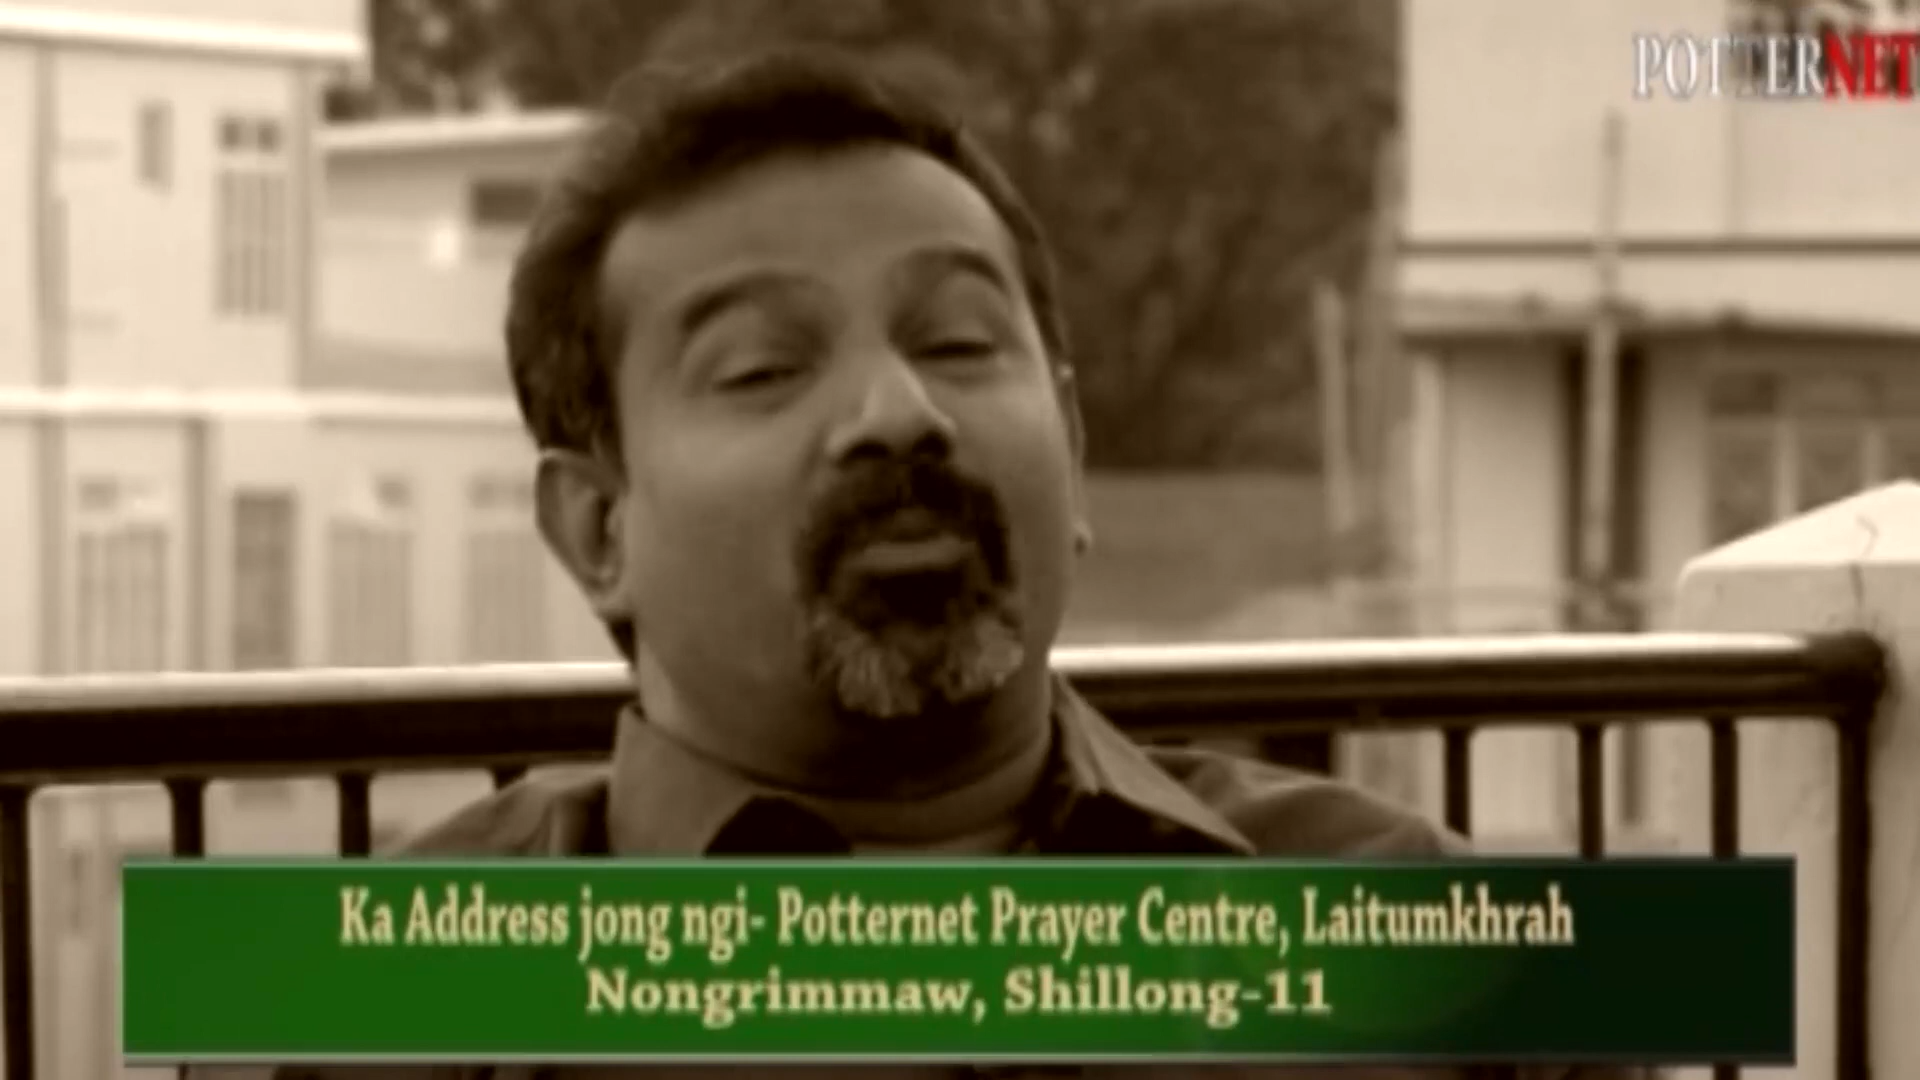 POTTERNET
Ka Address jong ngi- Potternet Prayer Centre, Laitumkhrah
Nongrimmaw, Shillong-11